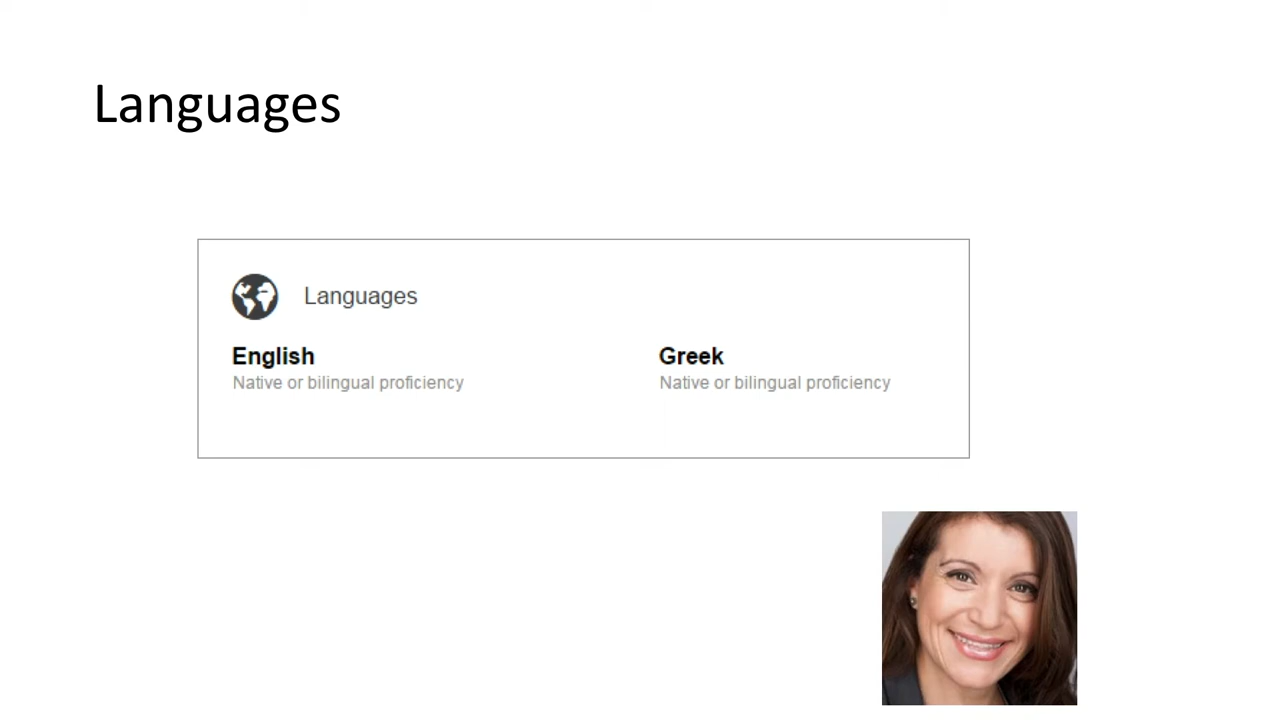 Languages
Languages
English
Native or bilingual proficiency
Greek
Native or bilingual proficiency